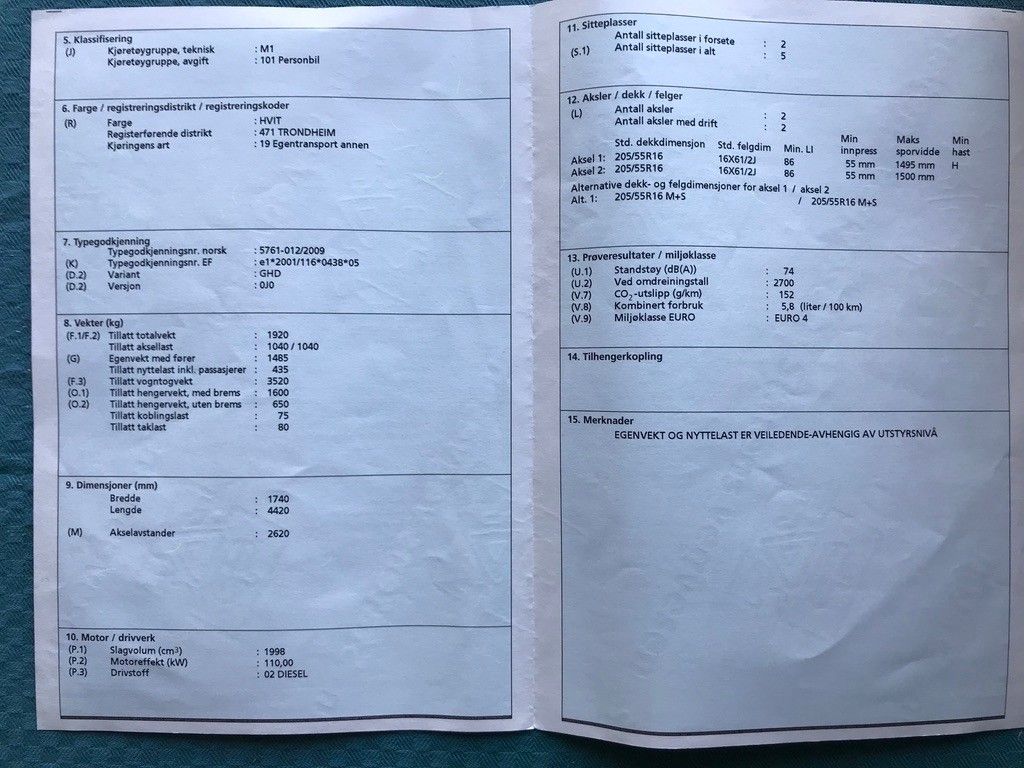 5. Klassifisering
(J) Kjøretøygruppe, teknisk : M1
Kjøretøygruppe, avgift : 101 Personbil
6. Farge / registreringsdistrikt / registreringskoder
(R) Farge : HVIT
Registerførende distrikt : 471 TRONDHEIM
Kjøringens art : 19 Egentransport annen
7. Typegodkjenning
Typegodkjenningsnr. norsk : 5761-012/2009
(K) Typegodkjenningsnr. EF : e1*2001/116*0438*05
(D.2) Variant : GHD
(D.2) Versjon : 0J0
8. Vekter (kg)
(F.1/F.2) Tillatt totalvekt : 1920
Tillatt aksellast : 1040 / 1040
(G) Egenvekt med fører : 1485
Tillatt nyttelast inkl. passasjerer : 435
(F.3) Tillatt vogntogvekt : 3520
(O.1) Tillatt hengervekt, med brems : 1600
(O.2) Tillatt hengervekt, uten brems : 650
Tillatt koblingslast : 75
Tillatt taklast : 80
9. Dimensjoner (mm)
Bredde : 1740
Lengde : 4420
(M) Akselavstander : 2620
10. Motor / drivverk
(P.1) Slagvolum (cm³) : 1998
(P.2) Motoreffekt (kW) : 110,00
(P.3) Drivstoff : 02 DIESEL
11. Sitteplasser
Antall sitteplasser i forsete : 2
(S.1) Antall sitteplasser i alt : 5
12. Aksler / dekk / felger
(L) Antall aksler : 2
Antall aksler med drift : 2
Std. dekkdimensjon Std. felgdim Min. LI Min innpress Maks sporvidde Min hast
Aksel 1: 205/55R16 16X61/2J 86 55 mm 1495 mm H
Aksel 2: 205/55R16 16X61/2J 86 55 mm 1500 mm
Alternative dekk- og felgdimensjoner for aksel 1 / aksel 2
Alt. 1: 205/55R16 M+S / 205/55R16 M+S
13. Prøveresultater / miljøklasse
(U.1) Standstøy (dB(A)) : 74
(U.2) Ved omdreiningstall : 2700
(V.7) CO₂-utslipp (g/km) : 152
(V.8) Kombinert forbruk : 5,8 (liter / 100 km)
(V.9) Miljøklasse EURO : EURO 4
14. Tilhengerkopling
15. Merknader
EGENVEKT OG NYTTELAST ER VEILEDENDE-AVHENGIG AV UTSTYRSNIVÅ